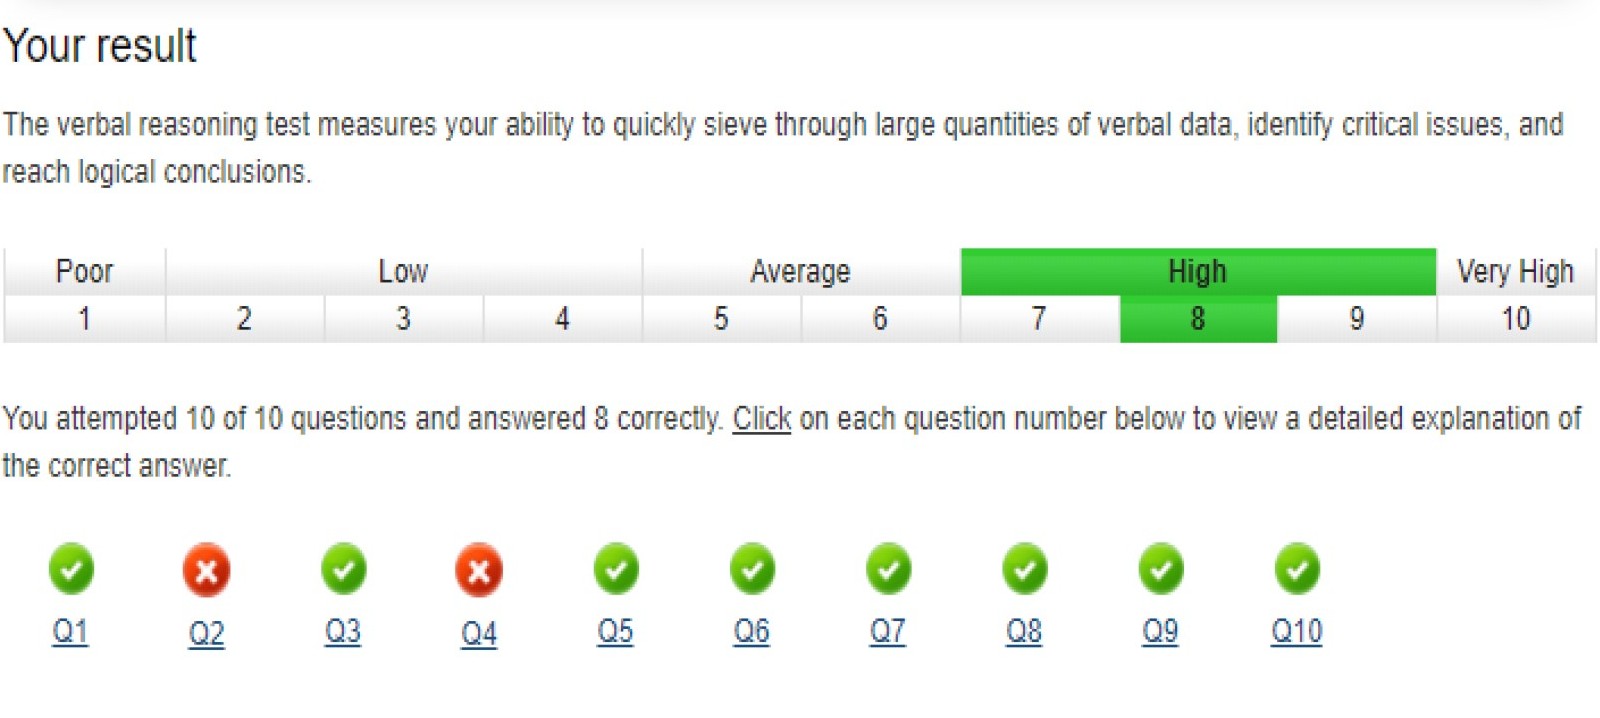 Your result
The verbal reasoning test measures your ability to quickly sieve through large quantities of verbal data, identify critical issues, and
reach logical conclusions.
Poor Low Average High Very High
1 2 3 4 5 6 7 8 9 10
You attempted 10 of 10 questions and answered 8 correctly. Click on each question number below to view a detailed explanation of
the correct answer.
Q1 Q2 Q3 Q4 Q5 Q6 Q7 Q8 Q9 Q10